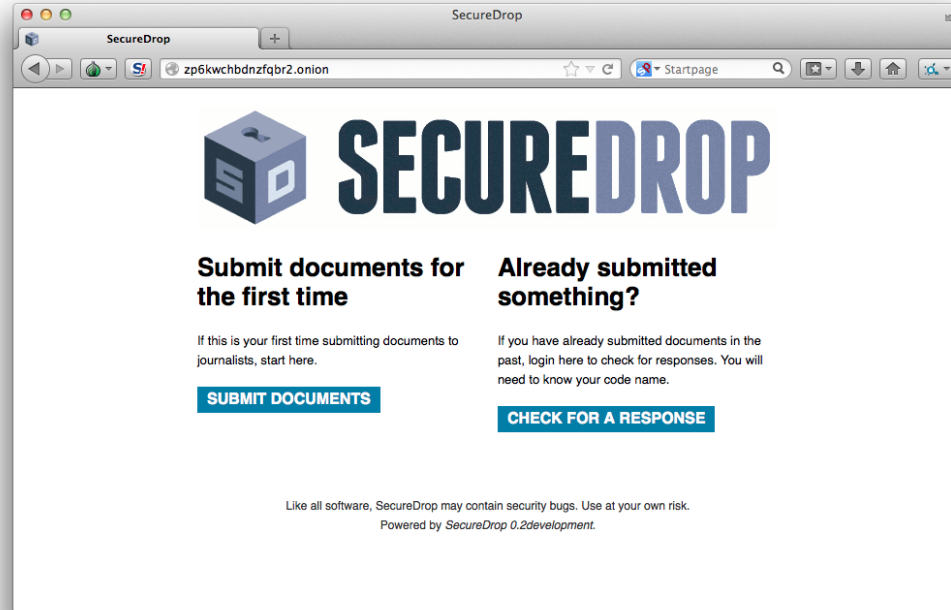 SecureDrop
SecureDrop
zp6kwchbdnzfqbr2.onion
Startpage
SD
SECUREDROP
Submit documents for
the first time
If this is your first time submitting documents to
journalists, start here.
SUBMIT DOCUMENTS
Already submitted
something?
If you have already submitted documents in the
past, login here to check for responses. You will
need to know your code name.
CHECK FOR A RESPONSE
Like all software, SecureDrop may contain security bugs. Use at your own risk.
Powered by SecureDrop 0.2development.